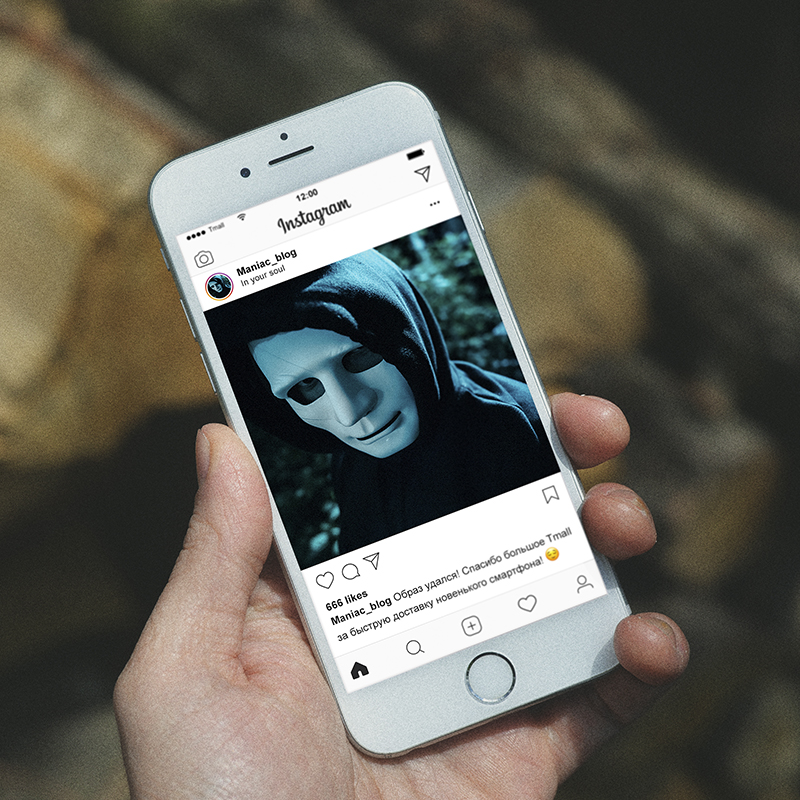 Tmall 12:00
Instagram
Maniac_blog
In your soul
666 likes
Maniac_blog Образ удался! Спасибо большое Tmall
за быструю доставку новенького смартфона! 😏